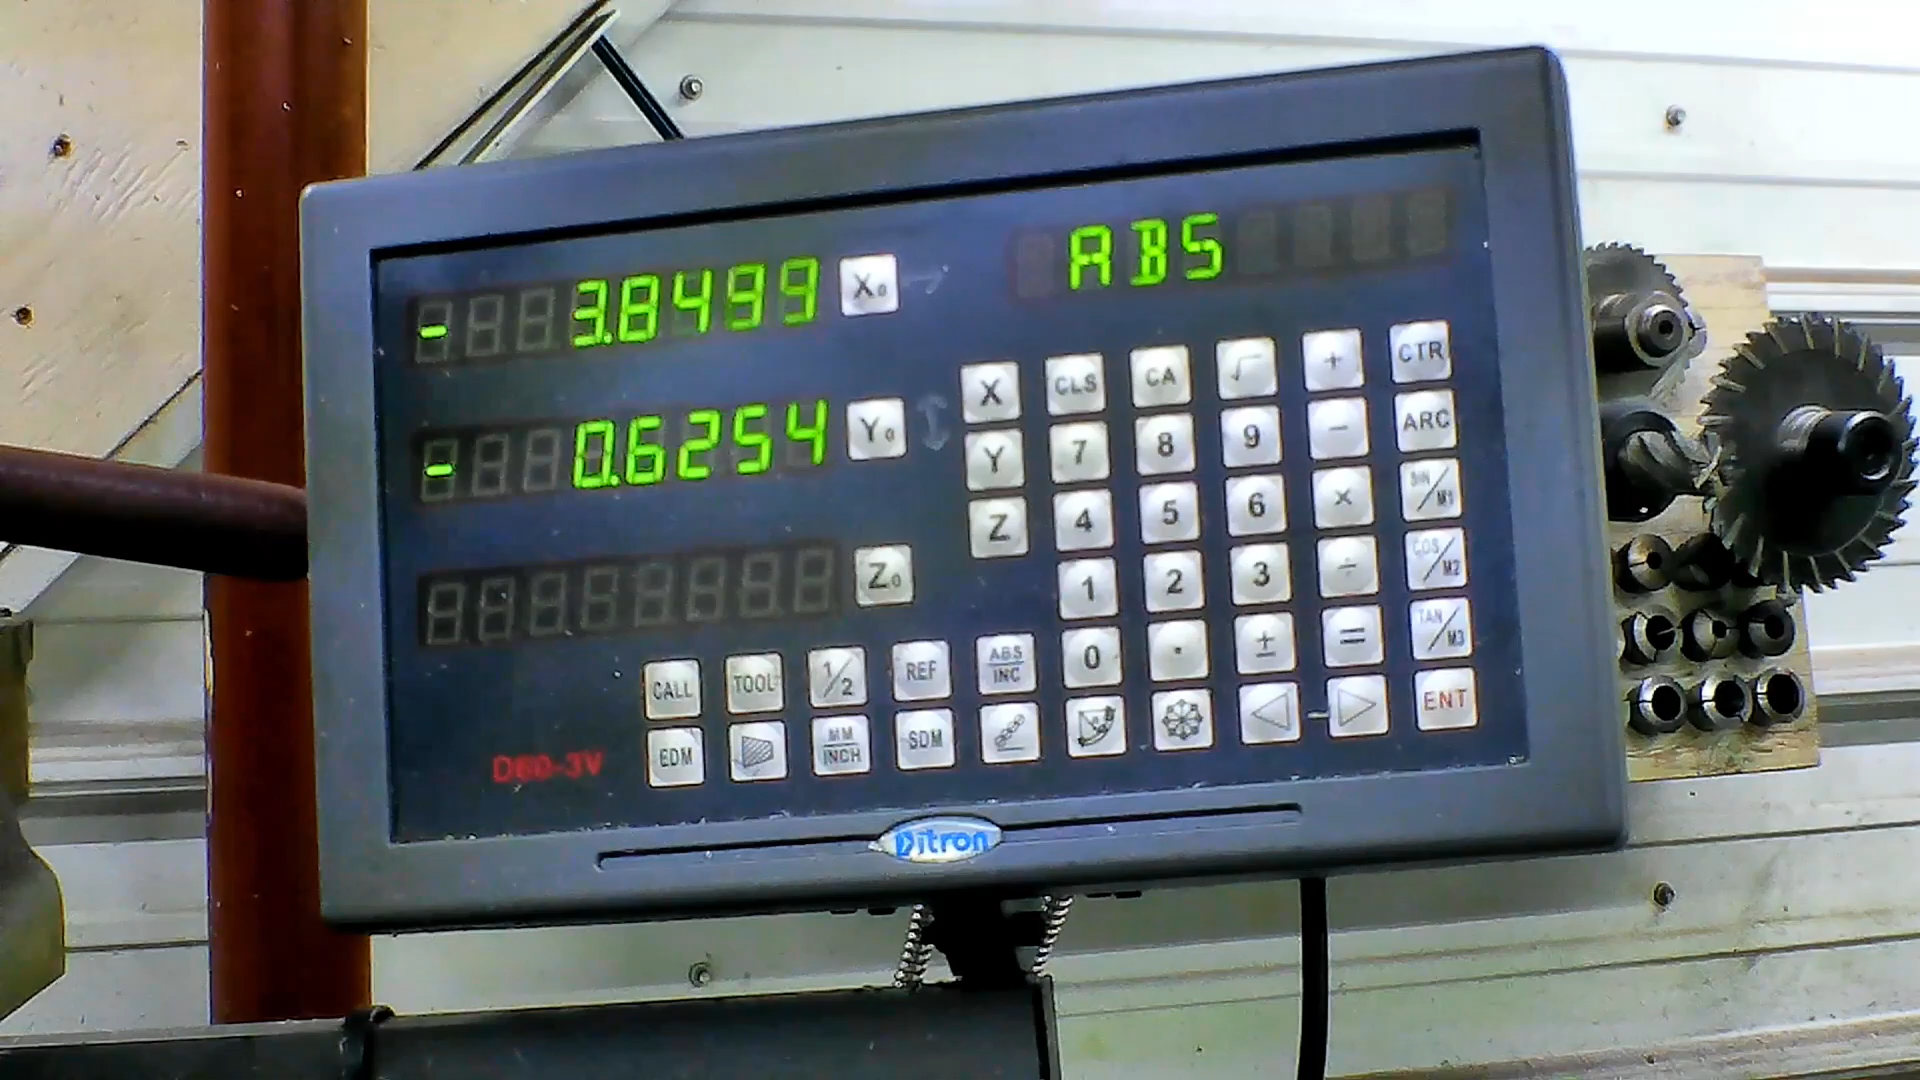 - 3.8499 X₀ ABS
- 0.6254 Y₀
Z₀
X CLS CA √ + CTR
Y 7 8 9 - ARC
Z 4 5 6 × SIN/M1
1 2 3 ÷ COS/M2
CALL TOOL 1/2 REF ABS/INC 0 . ± = TAN/M3
EDM MM/INCH SDM ENT
D60-3V
Ditron